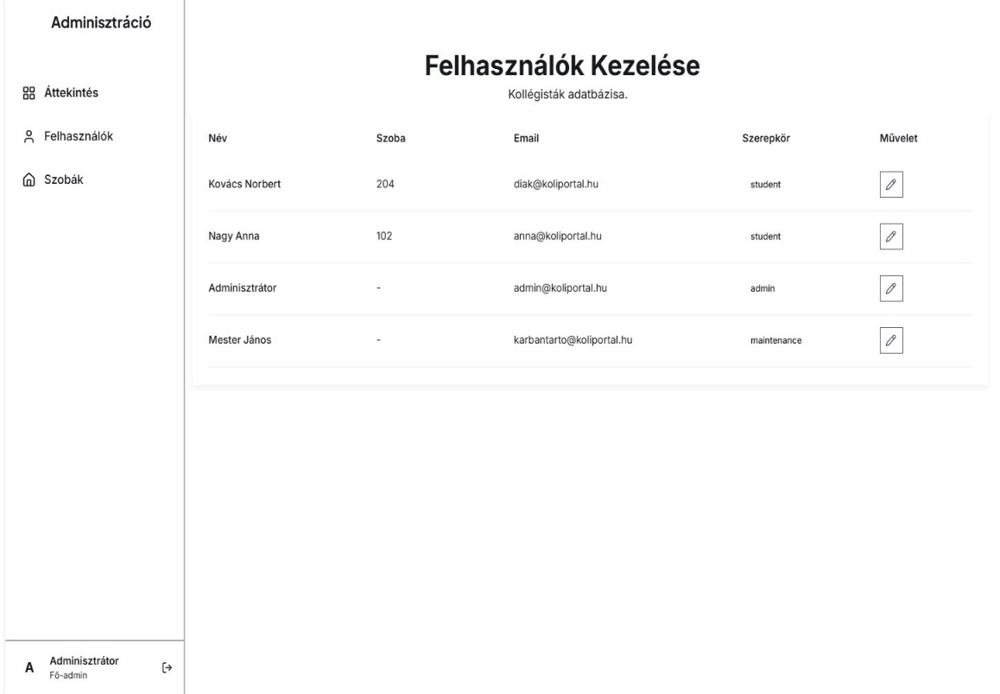 Adminisztráció
Áttekintés
Felhasználók
Szobák
Felhasználók Kezelése
Kollégisták adatbázisa.
Név Szoba Email Szerepkör Művelet
Kovács Norbert 204 diak@koliportal.hu student
Nagy Anna 102 anna@koliportal.hu student
Adminisztrátor - admin@koliportal.hu admin
Mester János - karbantarto@koliportal.hu maintenance
A Adminisztrátor
Fő-admin